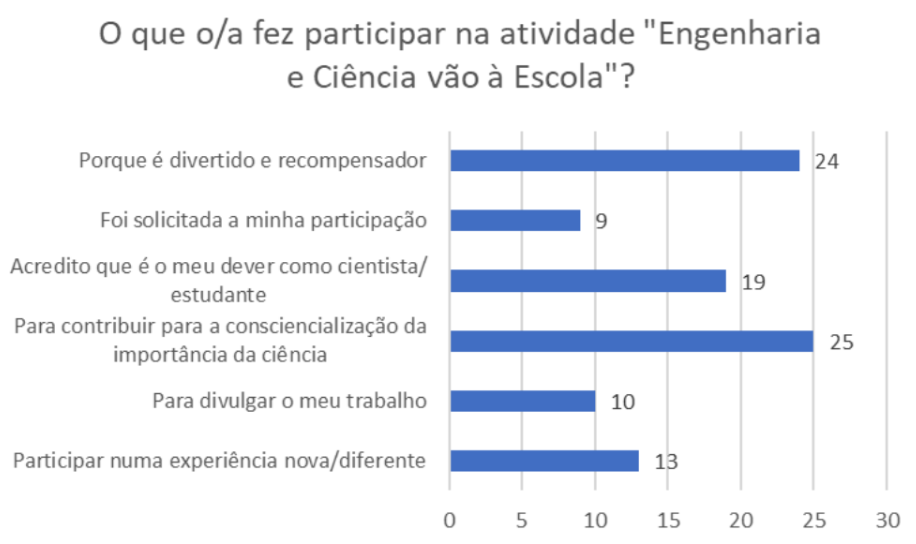 O que o/a fez participar na atividade "Engenharia
e Ciência vão à Escola"?
Porque é divertido e recompensador
24
Foi solicitada a minha participação
9
Acredito que é o meu dever como cientista/
estudante
19
Para contribuir para a consciencialização da
importância da ciência
25
Para divulgar o meu trabalho
10
Participar numa experiência nova/diferente
13
0 5 10 15 20 25 30